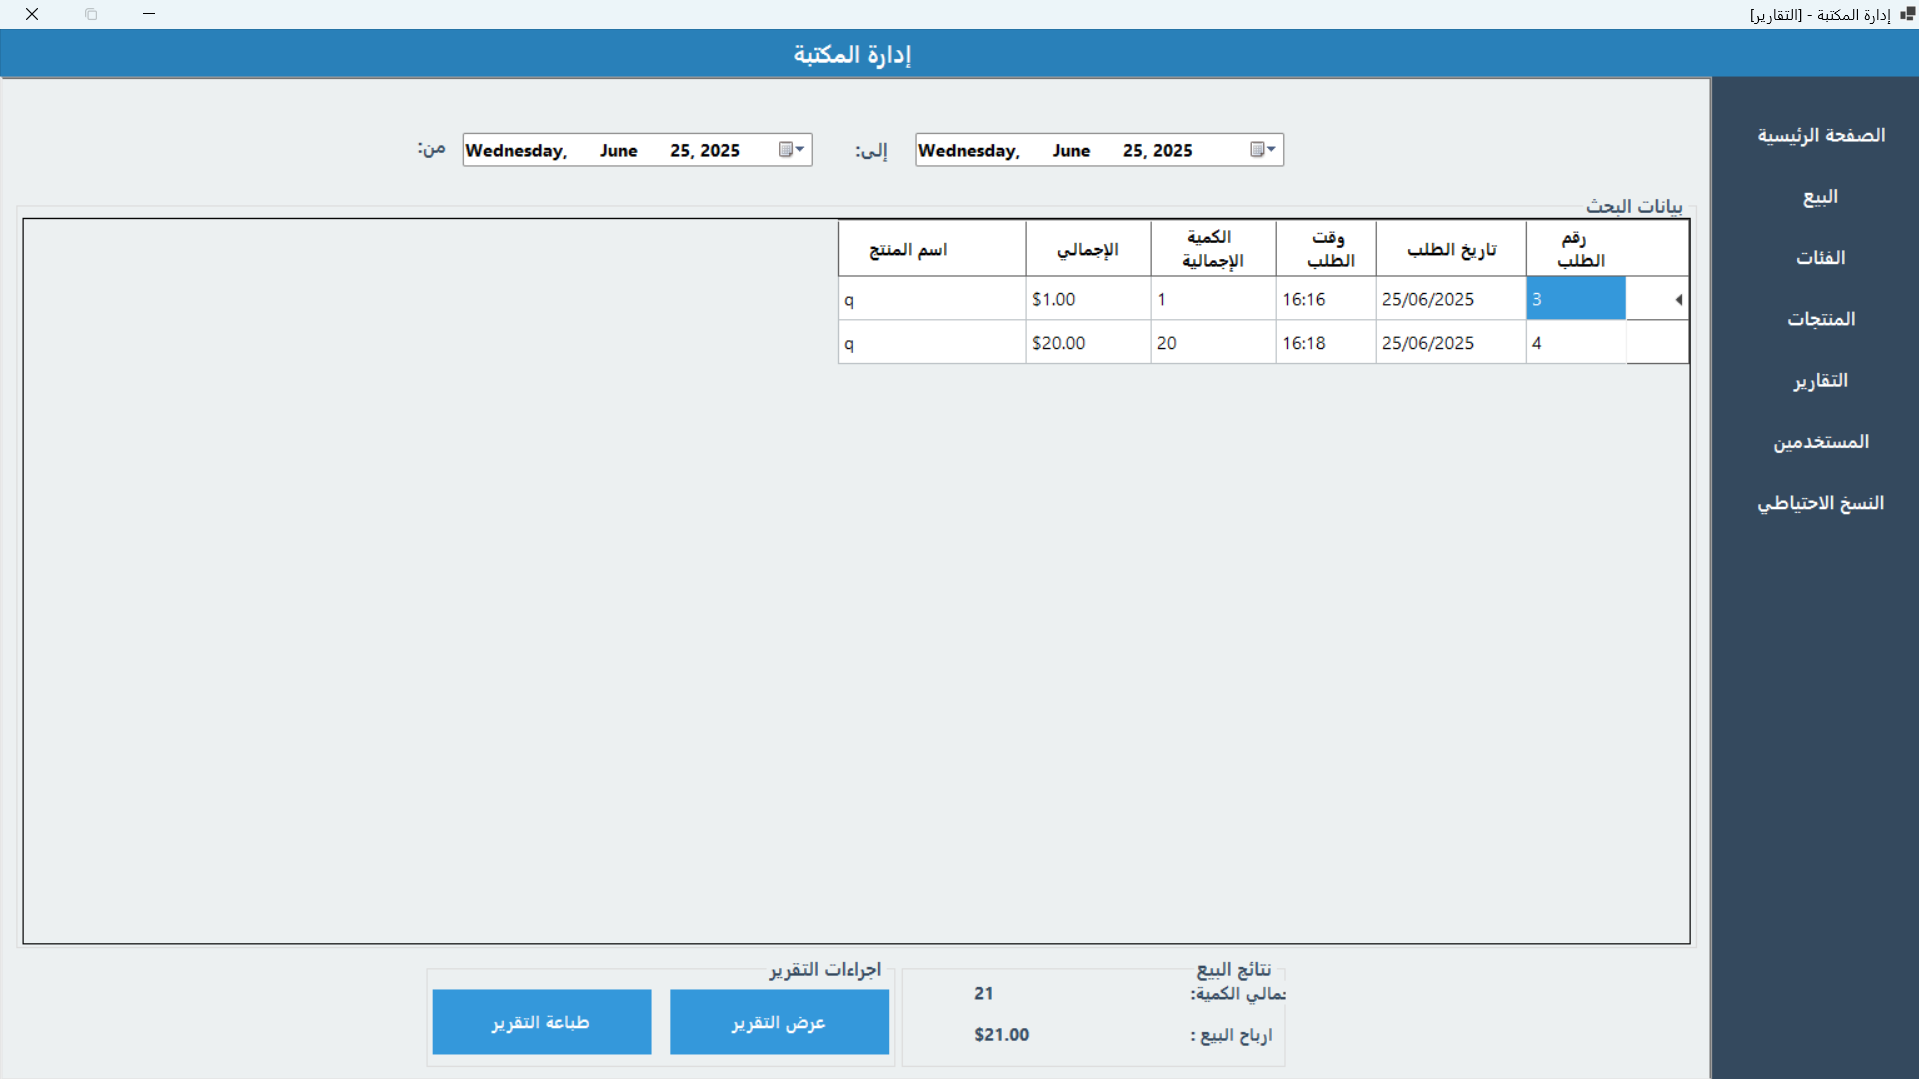 إدارة المكتبة - [التقارير]
إدارة المكتبة
الصفحة الرئيسية
البيع
الفئات
المنتجات
التقارير
المستخدمين
النسخ الاحتياطي
إلى: Wednesday, June 25, 2025
من: Wednesday, June 25, 2025
بيانات البحث
رقم الطلب تاريخ الطلب وقت الطلب الكمية الإجمالية الإجمالي اسم المنتج
3 25/06/2025 16:16 1 $1.00 q
4 25/06/2025 16:18 20 $20.00 q
نتائج البيع
جمالي الكمية: 21
ارباح البيع : $21.00
اجراءات التقرير
عرض التقرير
طباعة التقرير